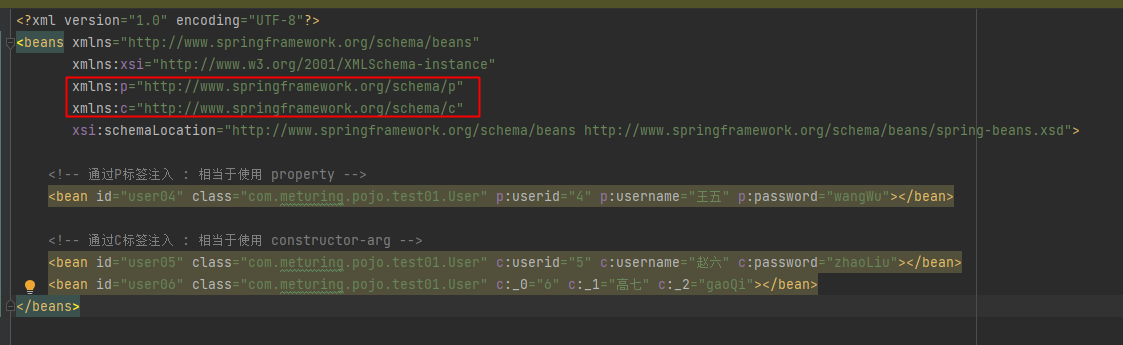 <?xml version="1.0" encoding="UTF-8"?>
<beans xmlns="http://www.springframework.org/schema/beans"
xmlns:xsi="http://www.w3.org/2001/XMLSchema-instance"
xmlns:p="http://www.springframework.org/schema/p"
xmlns:c="http://www.springframework.org/schema/c"
xsi:schemaLocation="http://www.springframework.org/schema/beans http://www.springframework.org/schema/beans/spring-beans.xsd">
<!-- 通过P标签注入 : 相当于使用 property -->
<bean id="user04" class="com.meturing.pojo.test01.User" p:userid="4" p:username="王五" p:password="wangWu"></bean>
<!-- 通过C标签注入 : 相当于使用 constructor-arg -->
<bean id="user05" class="com.meturing.pojo.test01.User" c:userid="5" c:username="赵六" c:password="zhaoLiu"></bean>
<bean id="user06" class="com.meturing.pojo.test01.User" c:_0="6" c:_1="高七" c:_2="gaoQi"></bean>
</beans>